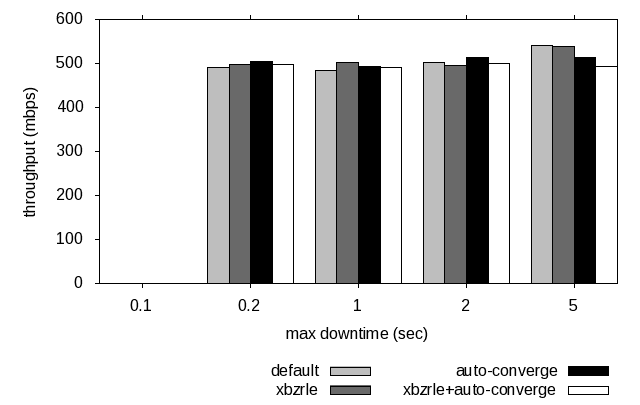 600
500
400
300
200
100
0
throughput (mbps)
0.1 0.2 1 2 5
max downtime (sec)
default auto-converge
xbzrle xbzrle+auto-converge